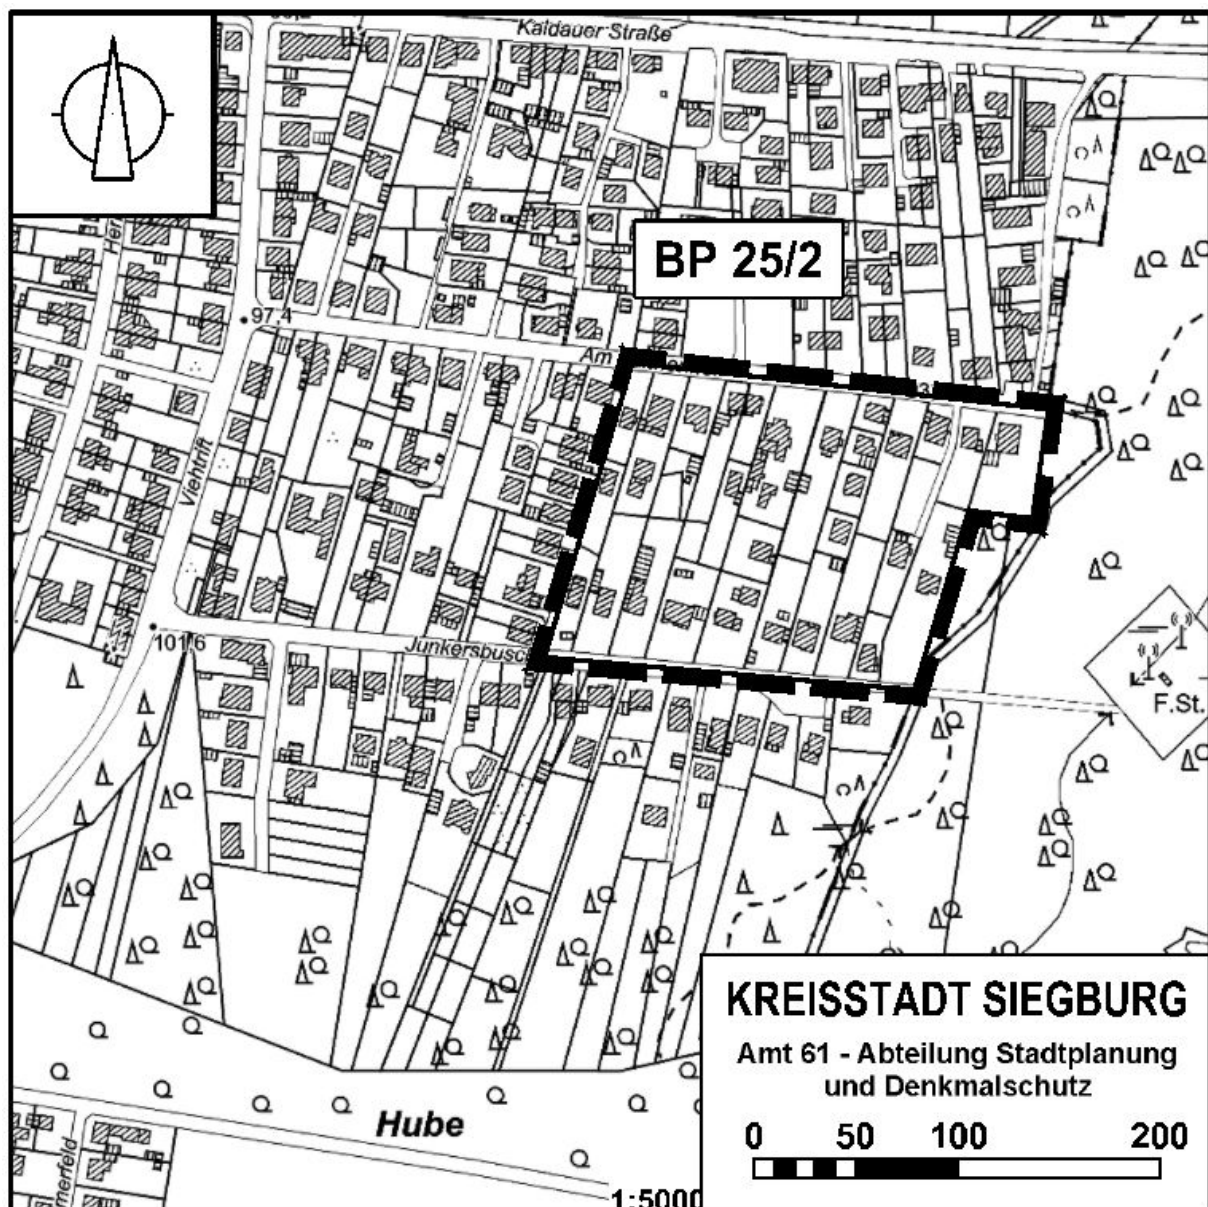 Kaldauer Straße
BP 25/2
97,4
Am
3
Viehtrift
101,6
Junkersbusch
F.St.
KREISSTADT SIEGBURG
Amt 61 - Abteilung Stadtplanung
und Denkmalschutz
0 50 100 200
Hube
1:5000